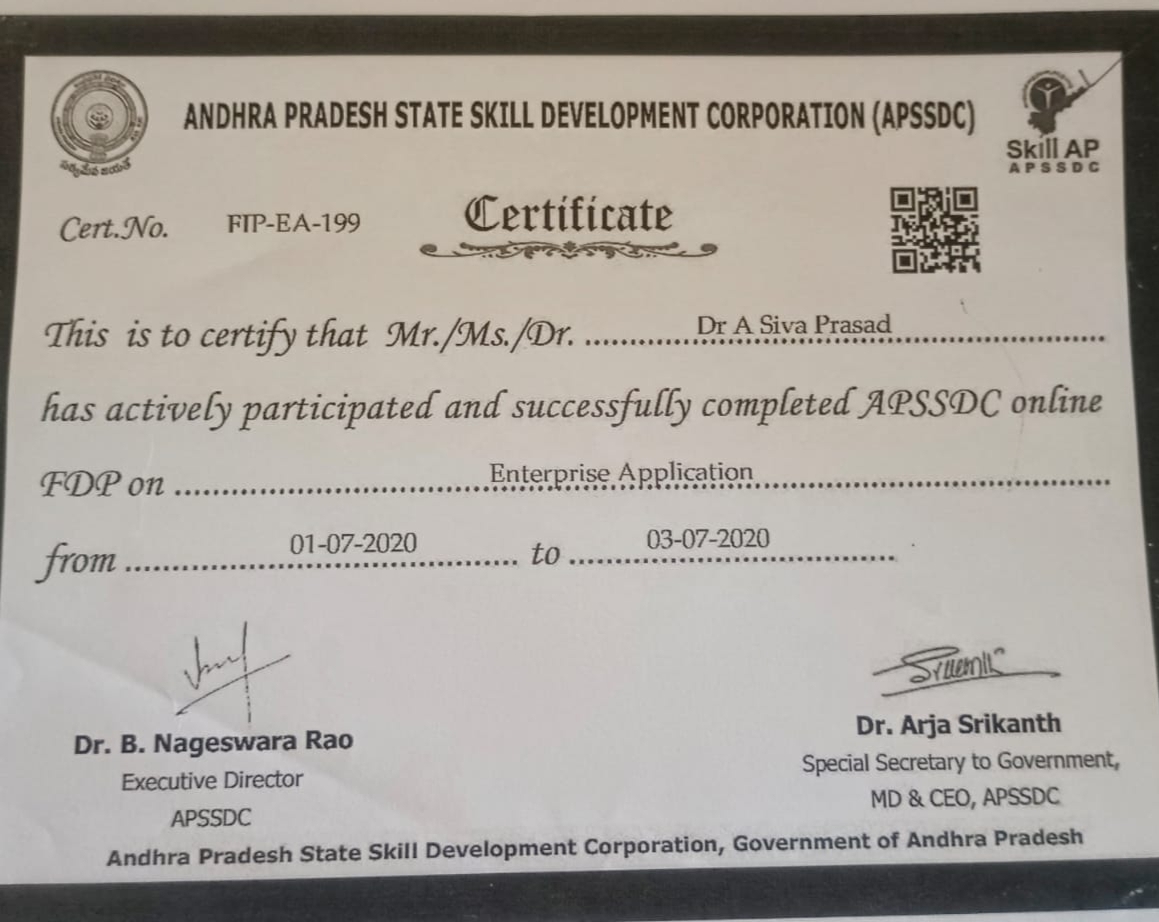 ANDHRA PRADESH STATE SKILL DEVELOPMENT CORPORATION (APSSDC)
Skill AP
APSSDC
Cert.No. FTP-EA-199
Certificate
This is to certify that Mr./Ms./Dr. Dr A Siva Prasad
has actively participated and successfully completed APSSDC online
FDP on Enterprise Application
from 01-07-2020 to 03-07-2020
Dr. B. Nageswara Rao
Executive Director
APSSDC
Dr. Arja Srikanth
Special Secretary to Government,
MD & CEO, APSSDC
Andhra Pradesh State Skill Development Corporation, Government of Andhra Pradesh